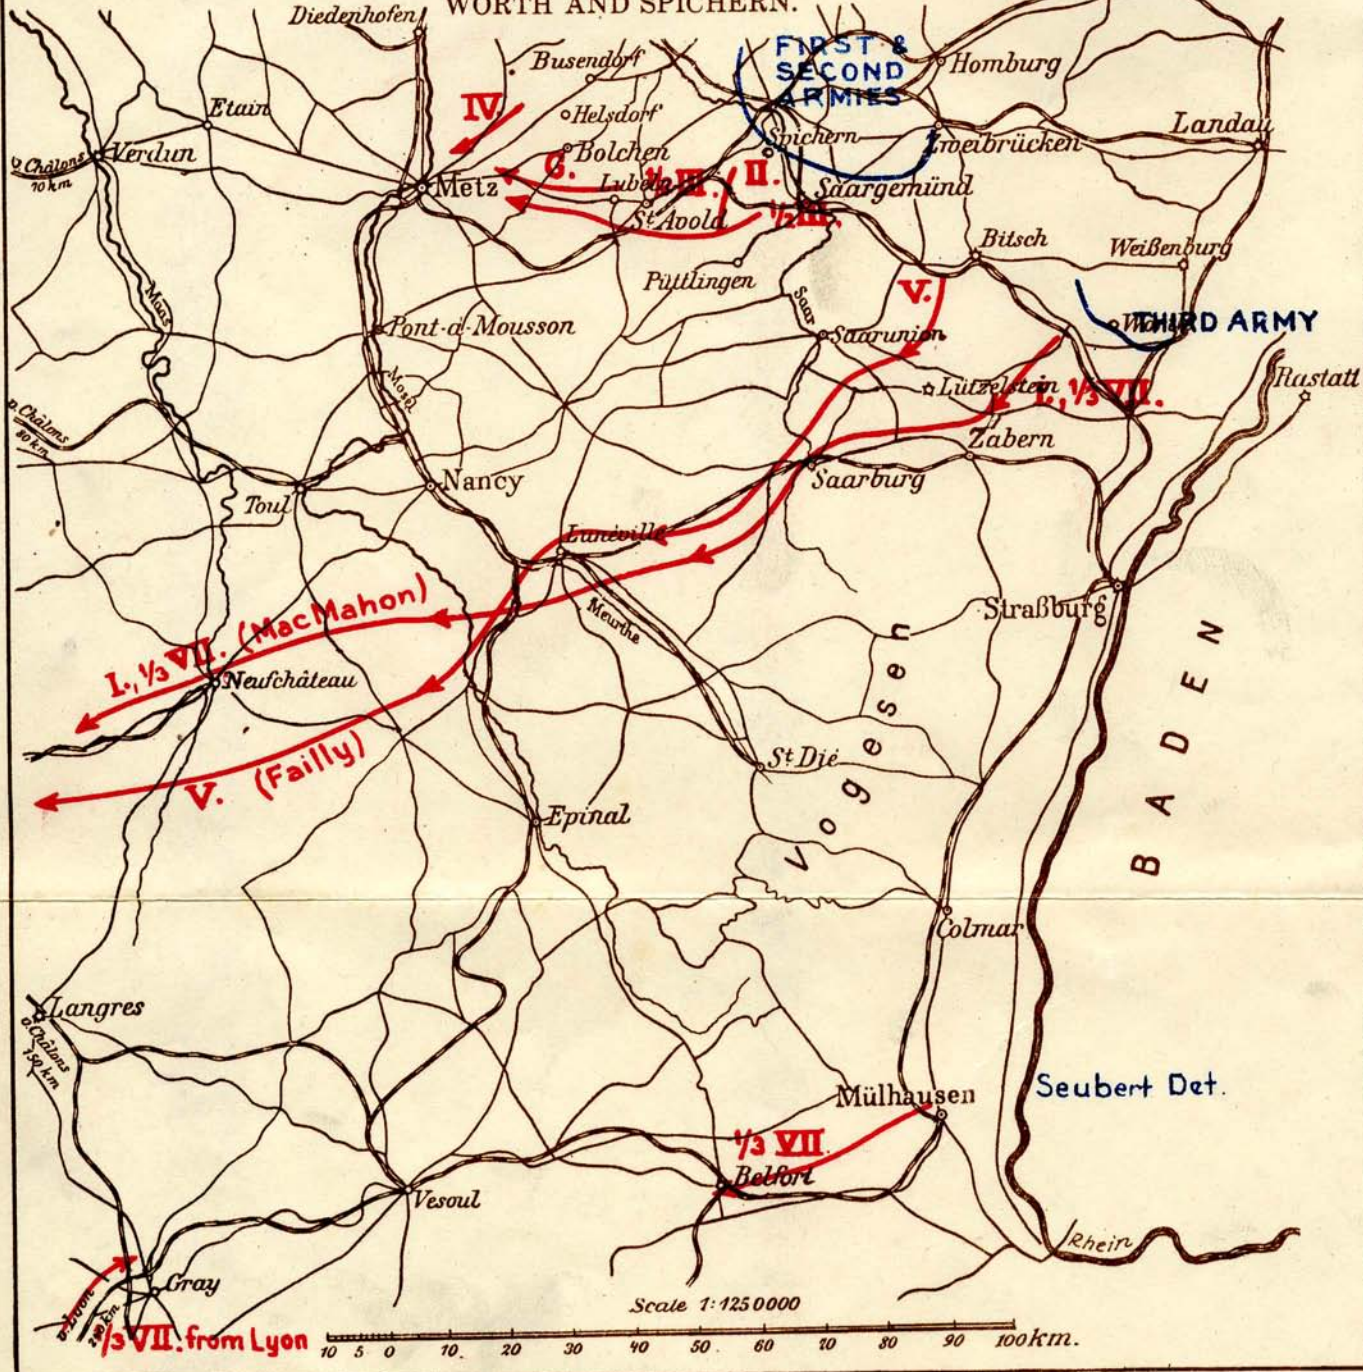 WÖRTH AND SPICHERN.
Diedenhofen
FIRST &
SECOND
ARMIES
Busendorf
Homburg
IV.
Helsdorf
Etain
Spichern
Landau
Zweibrücken
v. Châlons
70 km
Verdun
Bolchen
G.
Metz
Lubeln
½ III.
II.
Saargemünd
St. Avold
½ III.
Bitsch
Weißenburg
Püttlingen
V.
Maas
Saar
THIRD ARMY
Pont-à-Mousson
Saarunion
Mosel
Lützelstein
I., ⅓ VII.
Rastatt
v. Châlons
80 km
Zabern
Nancy
Saarburg
Toul
Lunéville
Straßburg
Meurthe
I., ⅓ VII. (MacMahon)
Neufchâteau
Vogesen
BADEN
St. Dié
V. (Failly)
Epinal
Colmar
Langres
v. Châlons
150 km
Seubert Det.
Mülhausen
⅓ VII.
Belfort
Vesoul
Rhein
Gray
v. Lyon
Scale 1:1250000
⅓ VII. from Lyon
10 5 0 10 20 30 40 50 60 70 80 90 100 km.